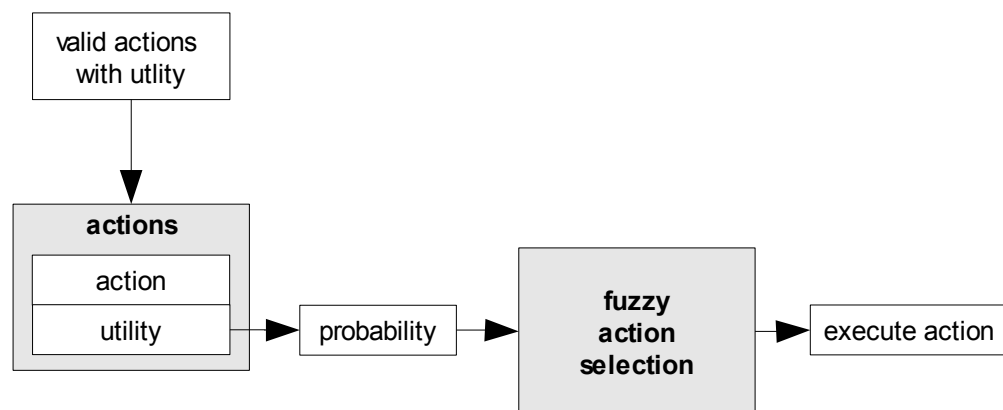 valid actions
with utlity
actions
action
utility
probability
fuzzy
action
selection
execute action